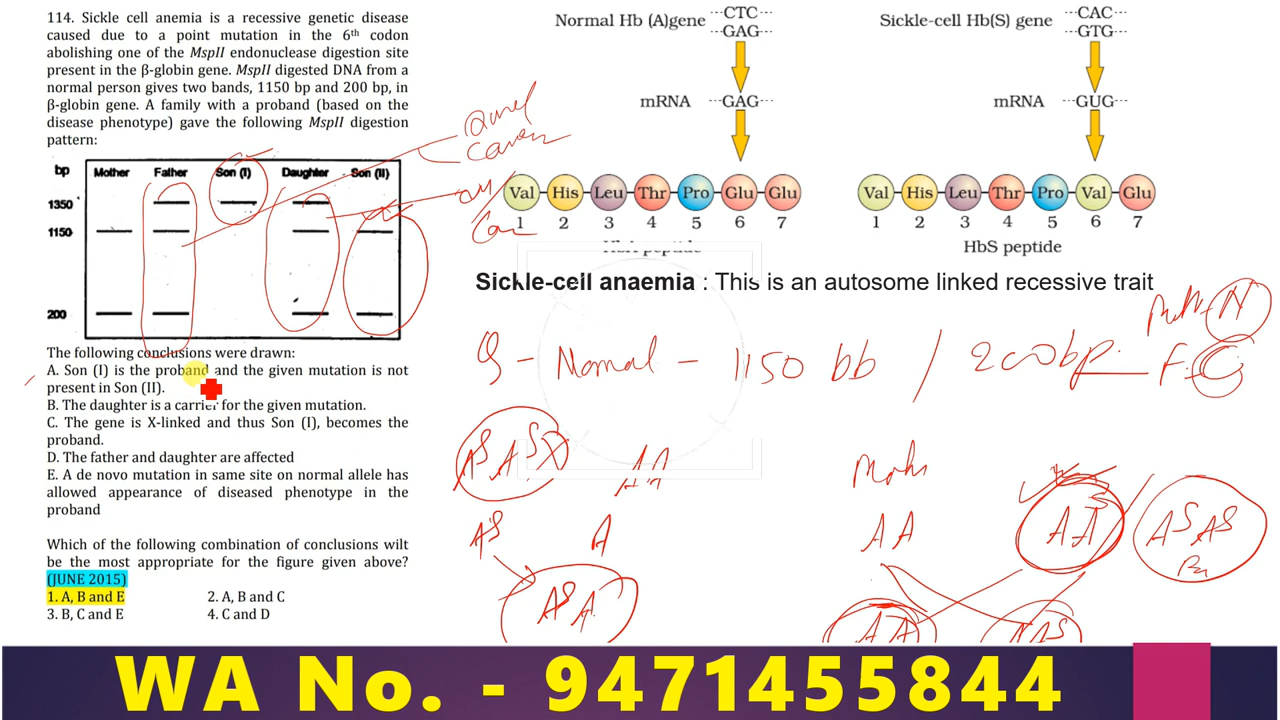 114. Sickle cell anemia is a recessive genetic disease
caused due to a point mutation in the 6th codon
abolishing one of the MspII endonuclease digestion site
present in the β-globin gene. MspII digested DNA from a
normal person gives two bands, 1150 bp and 200 bp, in
β-globin gene. A family with a proband (based on the
disease phenotype) gave the following MspII digestion
pattern:
bp Mother Father Son (I) Daughter Son (II)
1350
1150
200
The following conclusions were drawn:
A. Son (I) is the proband and the given mutation is not
present in Son (II).
B. The daughter is a carrier for the given mutation.
C. The gene is X-linked and thus Son (I), becomes the
proband.
D. The father and daughter are affected
E. A de novo mutation in same site on normal allele has
allowed appearance of diseased phenotype in the
proband
Which of the following combination of conclusions wilt
be the most appropriate for the figure given above?
(JUNE 2015)
1. A, B and E 2. A, B and C
3. B, C and E 4. C and D
Normal Hb (A)gene
--CTC---
--GAG---
mRNA --GAG---
Val His Leu Thr Pro Glu Glu
1 2 3 4 5 6 7
peptide
Sickle-cell Hb(S) gene
--CAC---
--GTG---
mRNA --GUG---
Val His Leu Thr Pro Val Glu
1 2 3 4 5 6 7
HbS peptide
Sickle-cell anaemia : This is an autosome linked recessive trait
Normal - 1150 bb / 200bp
N
F.C
AS AS
AA
AA
AS A
AS AS
AS A
AS A
AA
WA No. - 9471455844